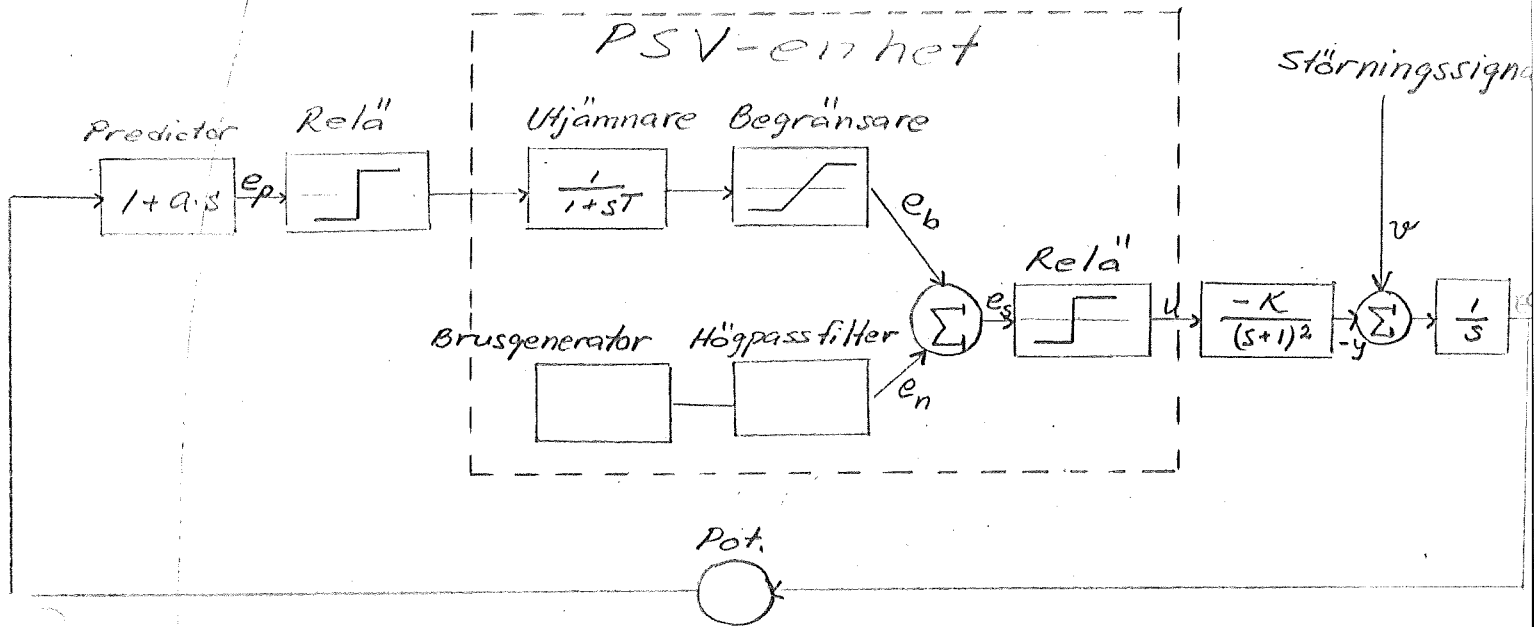 PSV-enhet
Störningssigna
Predictor
Relä
Utjämnare
Begränsare
1+a·s
e_p
1
1+sT
e_b
v
Relä
Σ
e_s
u
-K
(s+1)²
-y
Σ
1
s
Brusgenerator
Högpassfilter
e_n
Pot.